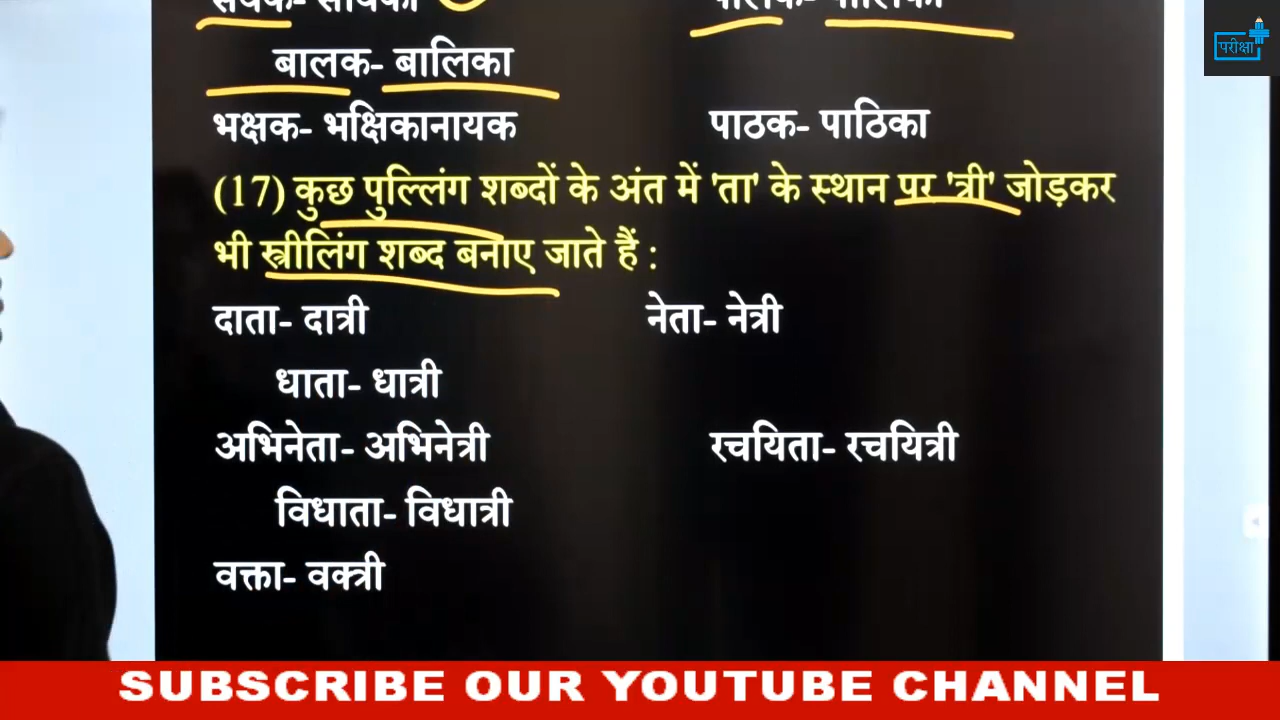 परीक्षा
बालक- बालिका
भक्षक- भक्षिकानायक पाठक- पाठिका
(17) कुछ पुल्लिंग शब्दों के अंत में 'ता' के स्थान पर 'त्री' जोड़कर
भी स्त्रीलिंग शब्द बनाए जाते हैं :
दाता- दात्री नेता- नेत्री
धाता- धात्री
अभिनेता- अभिनेत्री रचयिता- रचयित्री
विधाता- विधात्री
वक्ता- वक्त्री
SUBSCRIBE OUR YOUTUBE CHANNEL